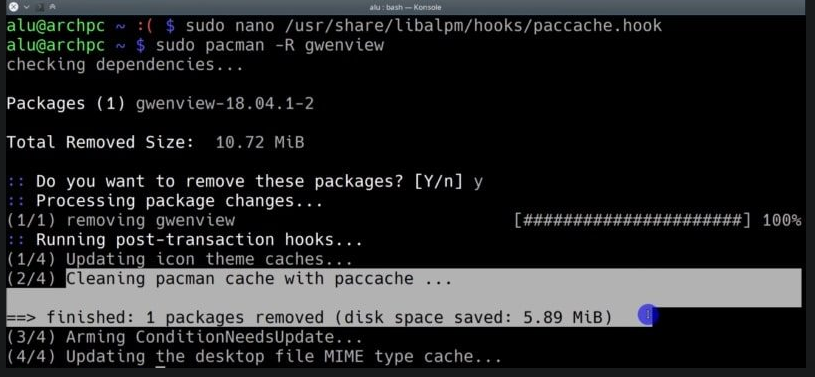 alu : bash — Konsole
alu@archpc ~ :( $ sudo nano /usr/share/libalpm/hooks/paccache.hook
alu@archpc ~ $ sudo pacman -R gwenview
checking dependencies...
Packages (1) gwenview-18.04.1-2
Total Removed Size:  10.72 MiB
:: Do you want to remove these packages? [Y/n] y
:: Processing package changes...
(1/1) removing gwenview [######################] 100%
:: Running post-transaction hooks...
(1/4) Updating icon theme caches...
(2/4) Cleaning pacman cache with paccache ...
==> finished: 1 packages removed (disk space saved: 5.89 MiB)
(3/4) Arming ConditionNeedsUpdate...
(4/4) Updating the desktop file MIME type cache...